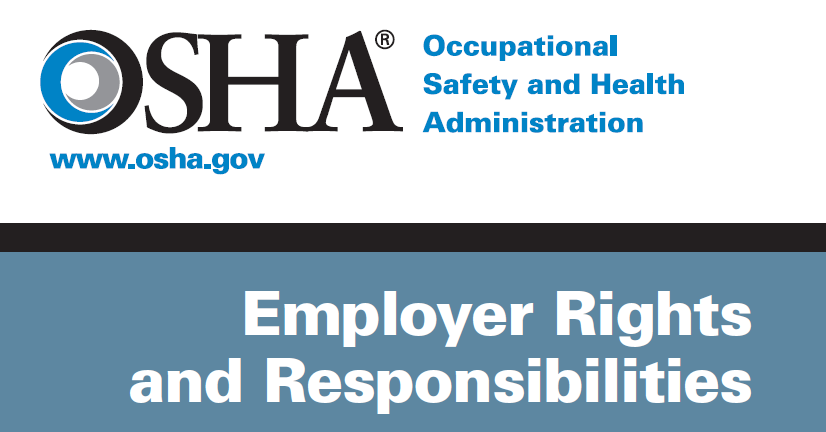 OSHA®
Occupational
Safety and Health
Administration
www.osha.gov
Employer Rights
and Responsibilities